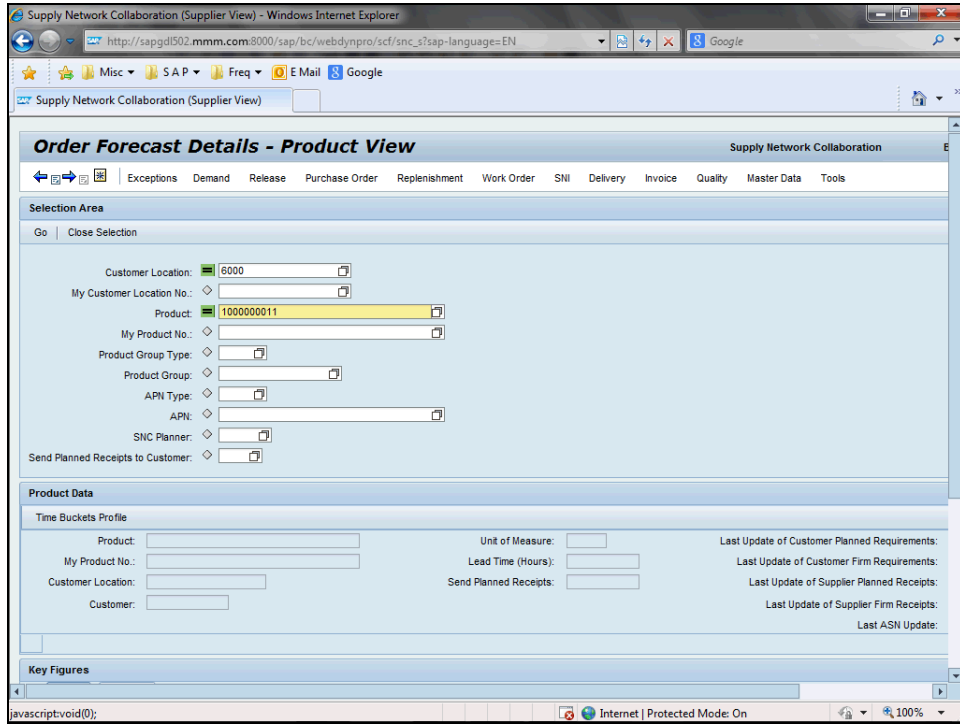 Supply Network Collaboration (Supplier View) - Windows Internet Explorer
http://sapgdl502.mmm.com:8000/sap/bc/webdynpro/scf/snc_s?sap-language=EN
Google
Misc
S A P
Freq
E Mail
Google
Supply Network Collaboration (Supplier View)
Order Forecast Details - Product View
Supply Network Collaboration
Exceptions Demand Release Purchase Order Replenishment Work Order SNI Delivery Invoice Quality Master Data Tools
Selection Area
Go Close Selection
Customer Location: 6000
My Customer Location No.:
Product: 1000000011
My Product No.:
Product Group Type:
Product Group:
APN Type:
APN:
SNC Planner:
Send Planned Receipts to Customer:
Product Data
Time Buckets Profile
Product: Unit of Measure: Last Update of Customer Planned Requirements:
My Product No.: Lead Time (Hours): Last Update of Customer Firm Requirements:
Customer Location: Send Planned Receipts: Last Update of Supplier Planned Receipts:
Customer: Last Update of Supplier Firm Receipts:
Last ASN Update:
Key Figures
javascript:void(0);
Internet | Protected Mode: On
100%